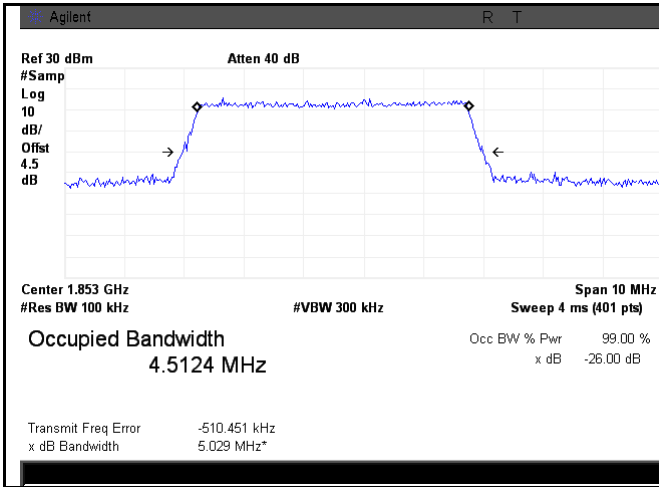 Agilent R T
Ref 30 dBm Atten 40 dB
#Samp
Log
10
dB/
Offst
4.5
dB
Center 1.853 GHz Span 10 MHz
#Res BW 100 kHz #VBW 300 kHz Sweep 4 ms (401 pts)
Occupied Bandwidth Occ BW % Pwr 99.00 %
4.5124 MHz x dB -26.00 dB
Transmit Freq Error -510.451 kHz
x dB Bandwidth 5.029 MHz*